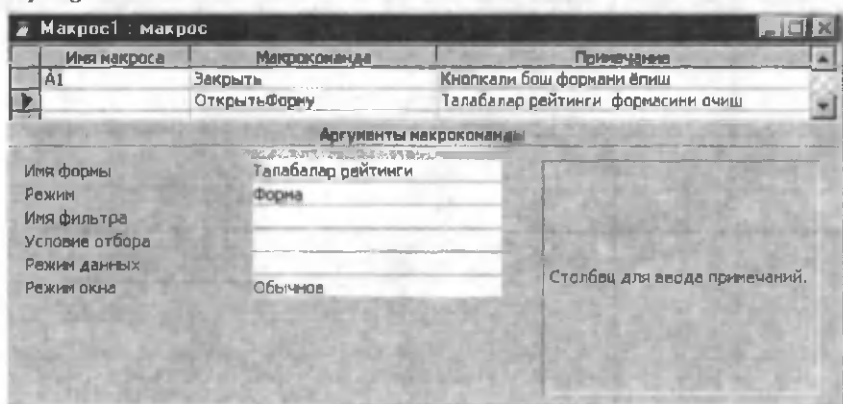 Макрос1 : макрос
Имя макроса Макрокоманда Примечание
А1 Закрыть Кнопкали бош формани ёпиш
ОткрытьФорму Талабалар рейтинги формасини очиш
Аргументы макрокоманды
Имя формы Талабалар рейтинги
Режим Форма
Имя фильтра
Условие отбора
Режим данных
Режим окна Обычное
Столбец для ввода примечаний.